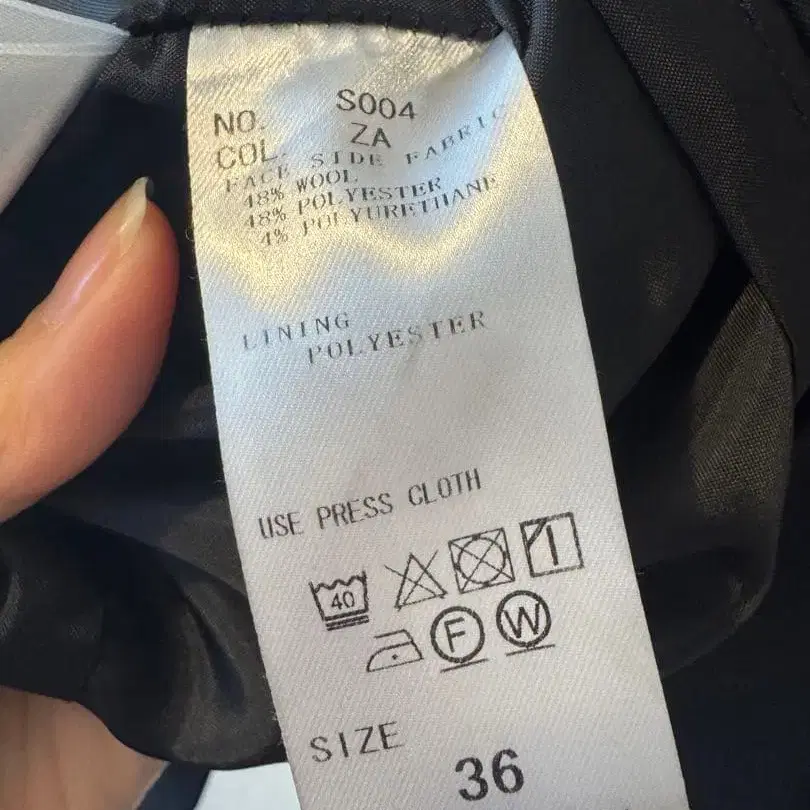 NO. S004
COL. ZA
FACE SIDE FABRIC
48% WOOL
48% POLYESTER
4% POLYURETHANE
LINING
POLYESTER
USE PRESS CLOTH
40
F W
SIZE
36